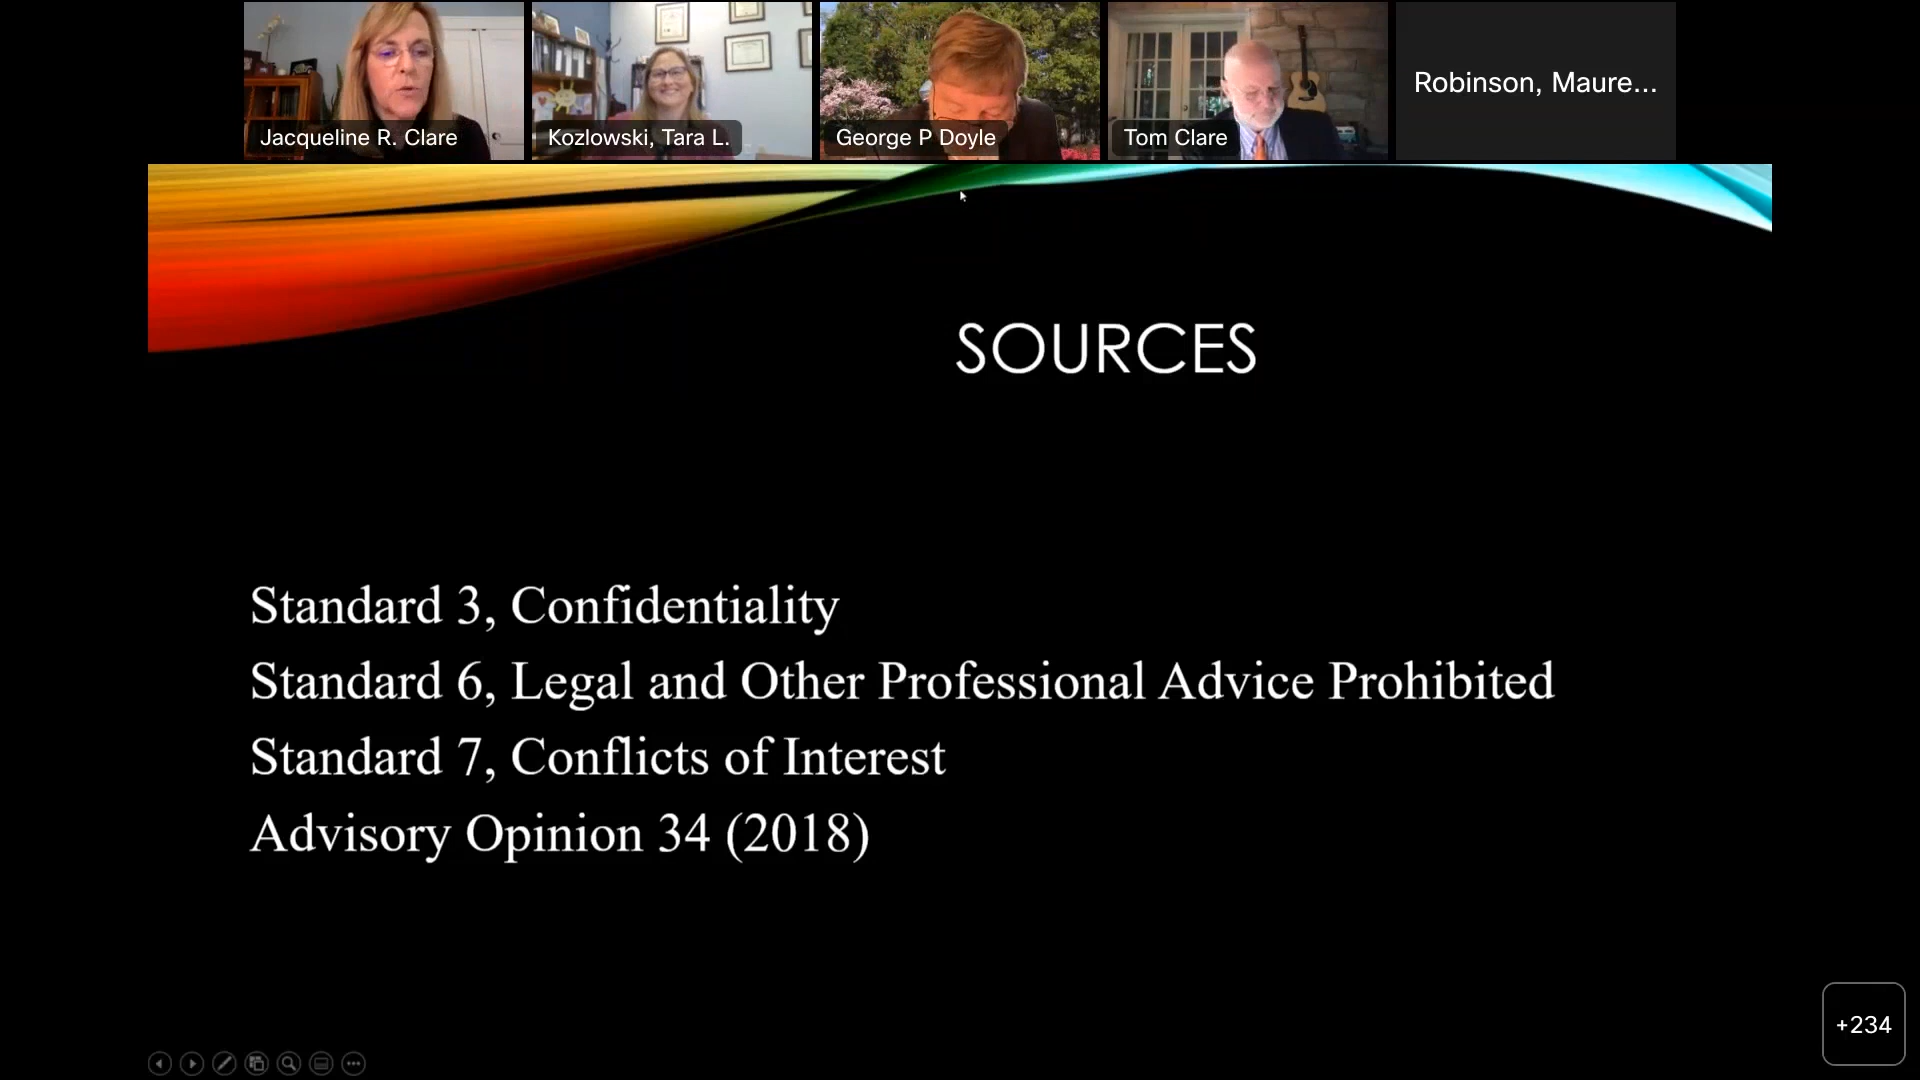 Jacqueline R. Clare
Kozlowski, Tara L.
George P Doyle
Tom Clare
Robinson, Maure...
SOURCES
Standard 3, Confidentiality
Standard 6, Legal and Other Professional Advice Prohibited
Standard 7, Conflicts of Interest
Advisory Opinion 34 (2018)
+234